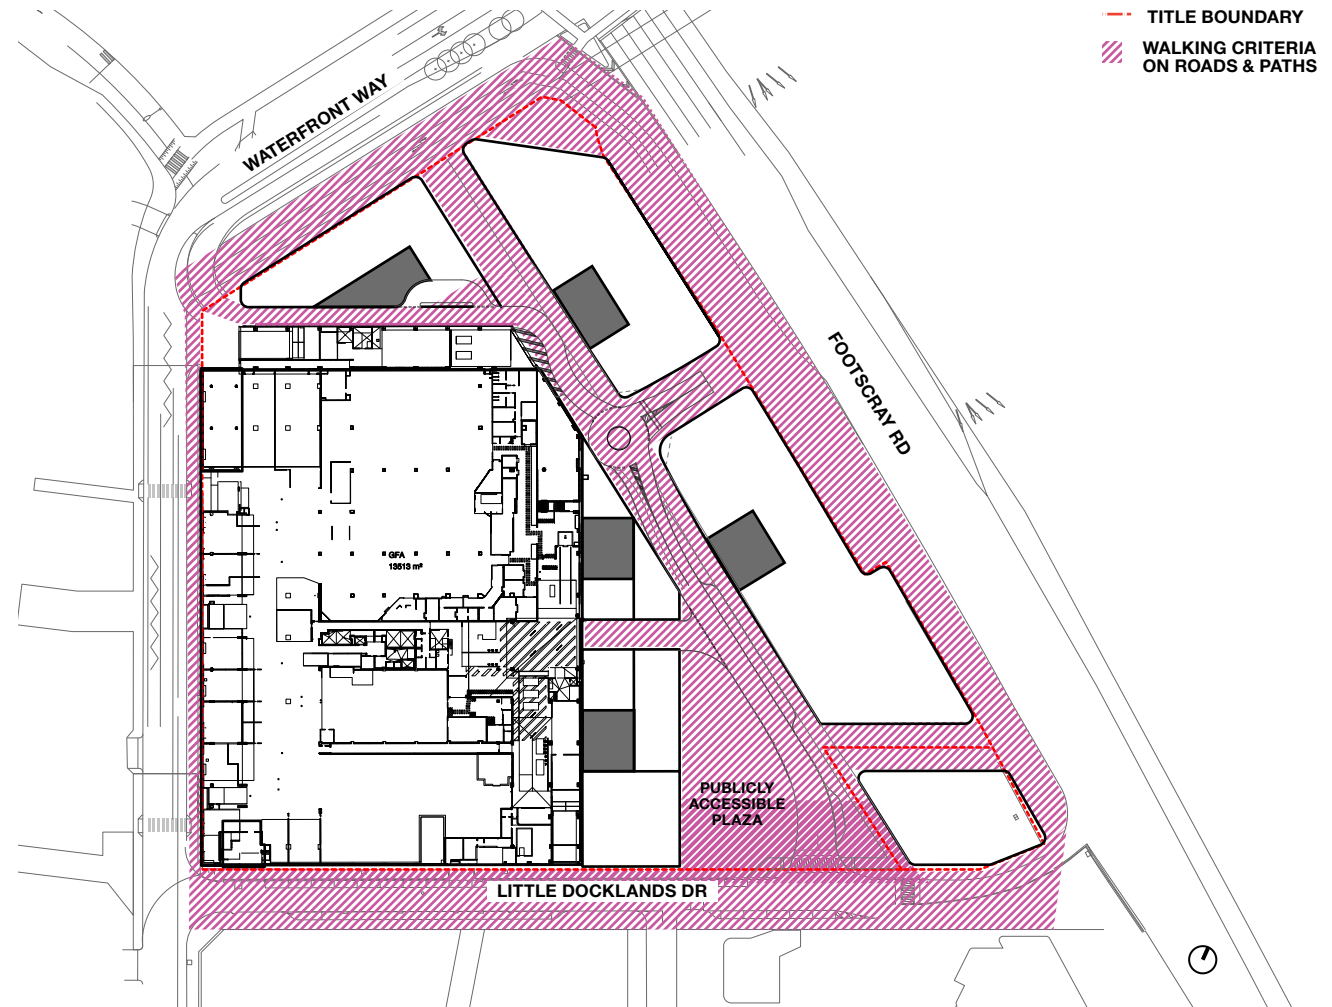 TITLE BOUNDARY
WALKING CRITERIA
ON ROADS & PATHS
WATERFRONT WAY
FOOTSCRAY RD
GFA
13513 m²
PUBLICLY
ACCESSIBLE
PLAZA
LITTLE DOCKLANDS DR